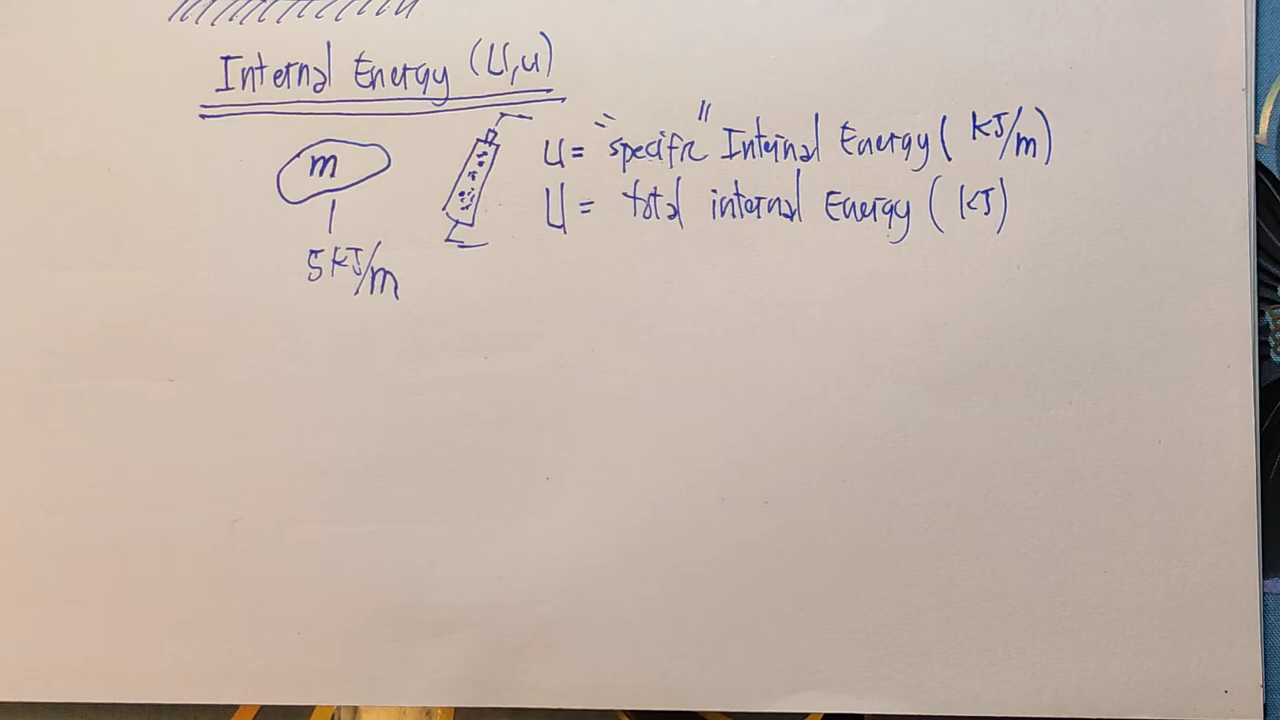 Internal Energy (U,u)
m
5 kJ/m
u = "specific" Internal Energy ( kJ/m)
U = total internal Energy ( kJ)